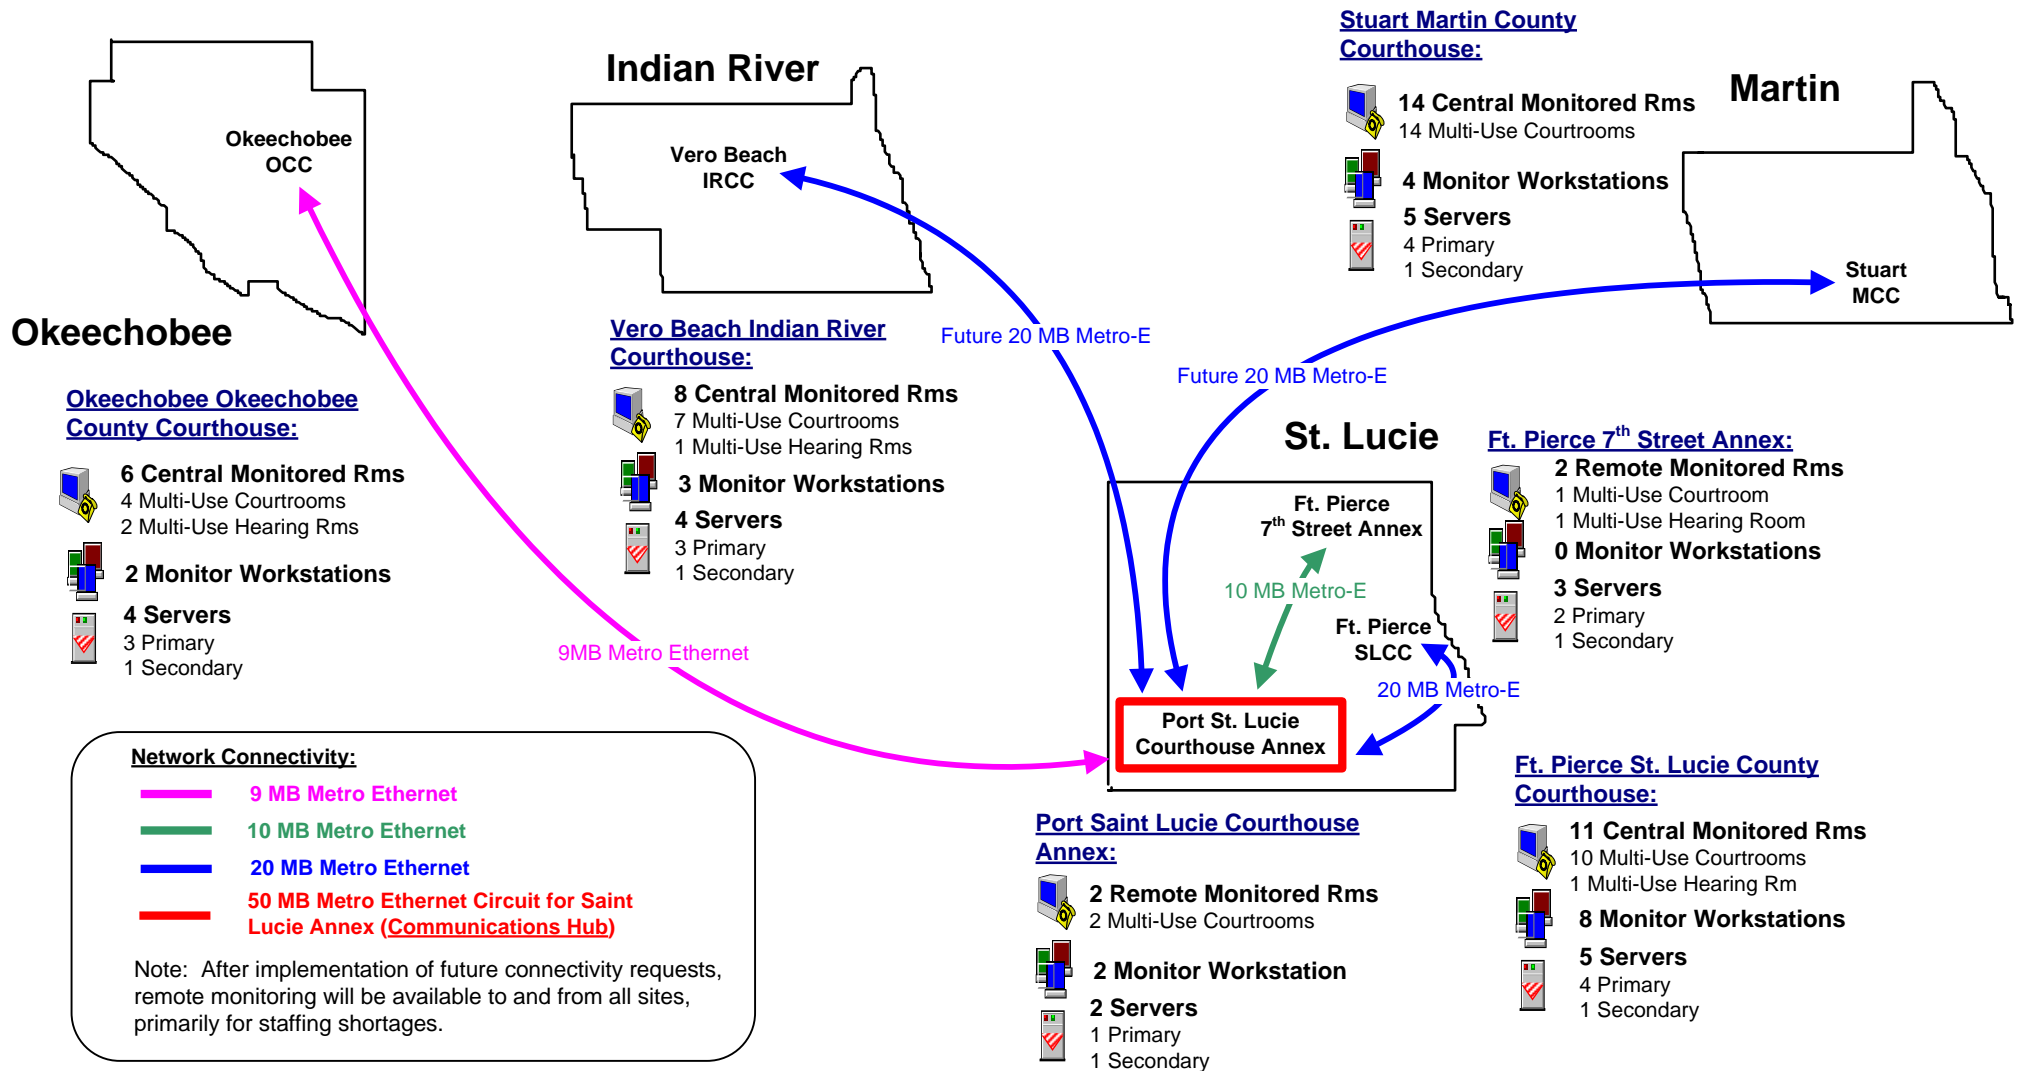 Okeechobee
Okeechobee
OCC
Okeechobee Okeechobee
County Courthouse:
6 Central Monitored Rms
4 Multi-Use Courtrooms
2 Multi-Use Hearing Rms
2 Monitor Workstations
4 Servers
3 Primary
1 Secondary
Indian River
Vero Beach
IRCC
Vero Beach Indian River
Courthouse:
8 Central Monitored Rms
7 Multi-Use Courtrooms
1 Multi-Use Hearing Rms
3 Monitor Workstations
4 Servers
3 Primary
1 Secondary
Stuart Martin County
Courthouse:
14 Central Monitored Rms
14 Multi-Use Courtrooms
4 Monitor Workstations
5 Servers
4 Primary
1 Secondary
Martin
Stuart
MCC
Future 20 MB Metro-E
Future 20 MB Metro-E
9MB Metro Ethernet
St. Lucie
Ft. Pierce
7th Street Annex
10 MB Metro-E
Ft. Pierce
SLCC
20 MB Metro-E
Port St. Lucie
Courthouse Annex
Ft. Pierce 7th Street Annex:
2 Remote Monitored Rms
1 Multi-Use Courtroom
1 Multi-Use Hearing Room
0 Monitor Workstations
3 Servers
2 Primary
1 Secondary
Ft. Pierce St. Lucie County
Courthouse:
11 Central Monitored Rms
10 Multi-Use Courtrooms
1 Multi-Use Hearing Rm
8 Monitor Workstations
5 Servers
4 Primary
1 Secondary
Port Saint Lucie Courthouse
Annex:
2 Remote Monitored Rms
2 Multi-Use Courtrooms
2 Monitor Workstation
2 Servers
1 Primary
1 Secondary
Network Connectivity:
9 MB Metro Ethernet
10 MB Metro Ethernet
20 MB Metro Ethernet
50 MB Metro Ethernet Circuit for Saint
Lucie Annex (Communications Hub)
Note: After implementation of future connectivity requests,
remote monitoring will be available to and from all sites,
primarily for staffing shortages.